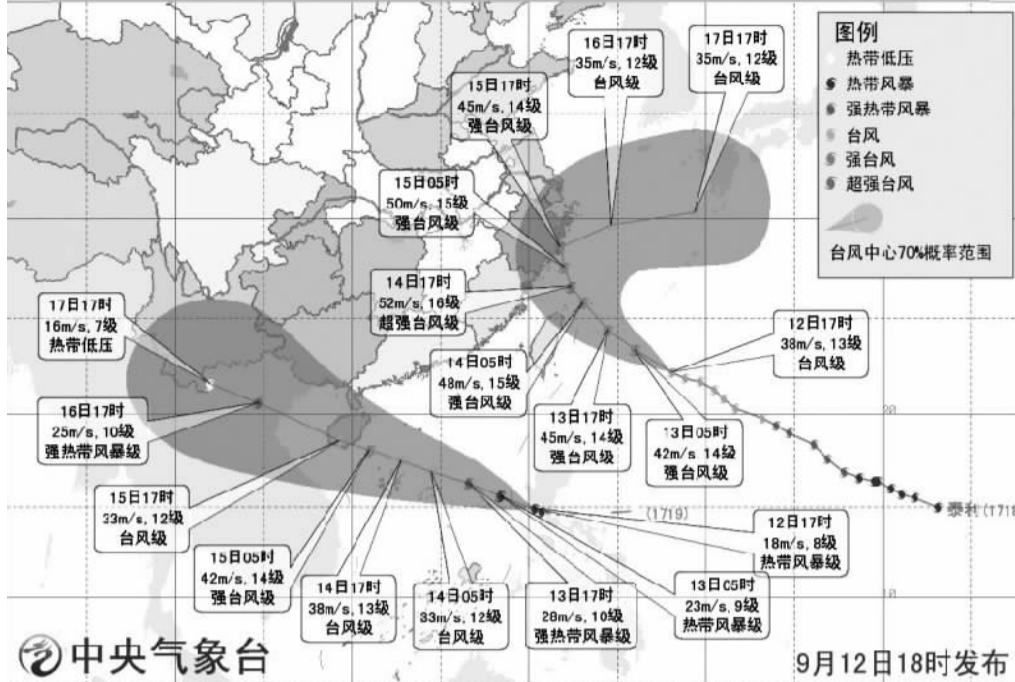 图例
热带低压
热带风暴
强热带风暴
台风
强台风
超强台风
台风中心70%概率范围
16日17时
35m/s,12级
台风级
17日17时
35m/s,12级
台风级
15日17时
45m/s,14级
强台风级
15日05时
50m/s,15级
强台风级
14日17时
52m/s,16级
超强台风级
14日05时
48m/s,15级
强台风级
13日17时
45m/s,14级
强台风级
13日05时
42m/s 14级
强台风级
12日17时
38m/s,13级
台风级
17日17时
16m/s,7级
热带低压
16日17时
25m/s,10级
强热带风暴级
15日17时
33m/s,12级
台风级
15日05时
42m/s,14级
强台风级
14日17时
38m/s,13级
台风级
14日05时
33m/s,12级
台风级
13日17时
28m/s,10级
强热带风暴级
13日05时
23m/s,9级
热带风暴级
12日17时
18m/s,8级
热带风暴级
(1719)
泰利(1718
20
10
中央气象台
9月12日18时发布